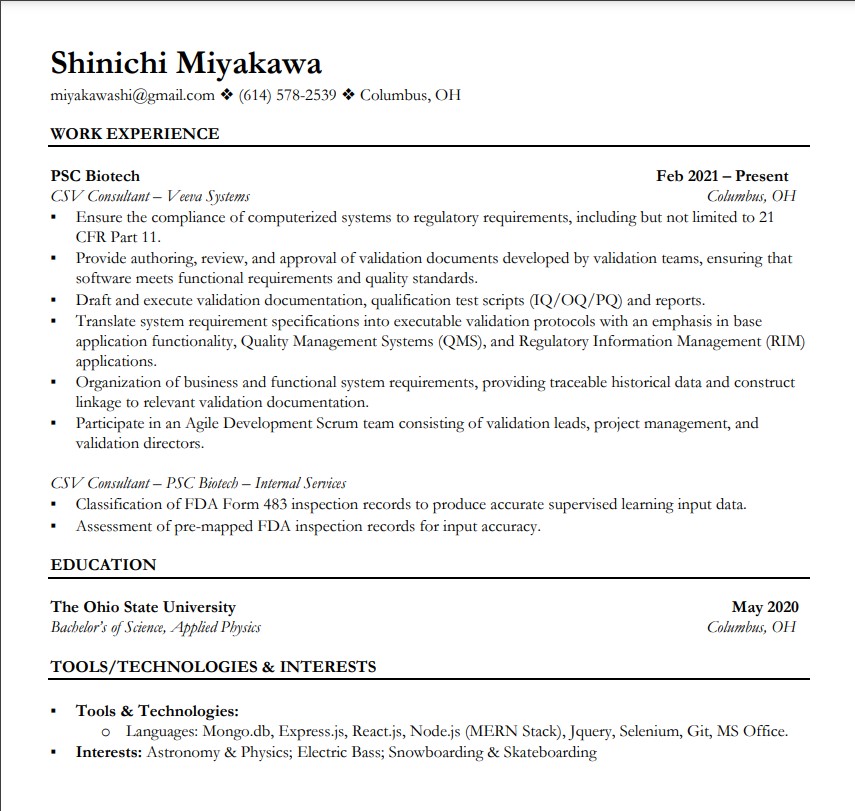 Shinichi Miyakawa
miyakawashi@gmail.com ❖ (614) 578-2539 ❖ Columbus, OH
WORK EXPERIENCE
PSC Biotech Feb 2021 – Present
CSV Consultant – Veeva Systems Columbus, OH
▪ Ensure the compliance of computerized systems to regulatory requirements, including but not limited to 21
CFR Part 11.
▪ Provide authoring, review, and approval of validation documents developed by validation teams, ensuring that
software meets functional requirements and quality standards.
▪ Draft and execute validation documentation, qualification test scripts (IQ/OQ/PQ) and reports.
▪ Translate system requirement specifications into executable validation protocols with an emphasis in base
application functionality, Quality Management Systems (QMS), and Regulatory Information Management (RIM)
applications.
▪ Organization of business and functional system requirements, providing traceable historical data and construct
linkage to relevant validation documentation.
▪ Participate in an Agile Development Scrum team consisting of validation leads, project management, and
validation directors.
CSV Consultant – PSC Biotech – Internal Services
▪ Classification of FDA Form 483 inspection records to produce accurate supervised learning input data.
▪ Assessment of pre-mapped FDA inspection records for input accuracy.
EDUCATION
The Ohio State University May 2020
Bachelor's of Science, Applied Physics Columbus, OH
TOOLS/TECHNOLOGIES & INTERESTS
▪ Tools & Technologies:
o Languages: Mongo.db, Express.js, React.js, Node.js (MERN Stack), Jquery, Selenium, Git, MS Office.
▪ Interests: Astronomy & Physics; Electric Bass; Snowboarding & Skateboarding